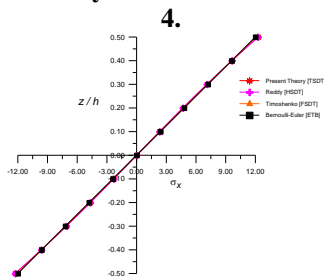 4.
0.50
0.40
0.30
0.20
0.10
0.00
z / h
Present Theory [TSDT
Reddy [HSDT]
Timoshenko [FSDT]
Bernoulli-Euler [ETB]
-12.00 -9.00 -6.00 -3.00 0.00 3.00 6.00 9.00 12.00
σx
-0.10
-0.20
-0.30
-0.40
-0.50